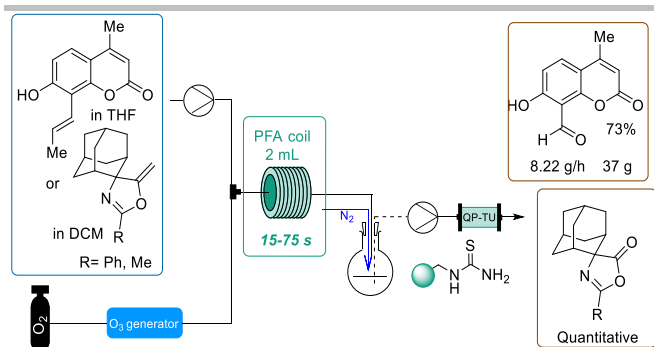 Me
HO
O
O
in THF
Me
or
N
O
in DCM
R
R= Ph, Me
O2
O3 generator
PFA coil
2 mL
15-75 s
N2
QP-TU
S
N
H
NH2
Me
HO
O
O
H
O
73%
8.22 g/h 37 g
O
N
O
R
Quantitative